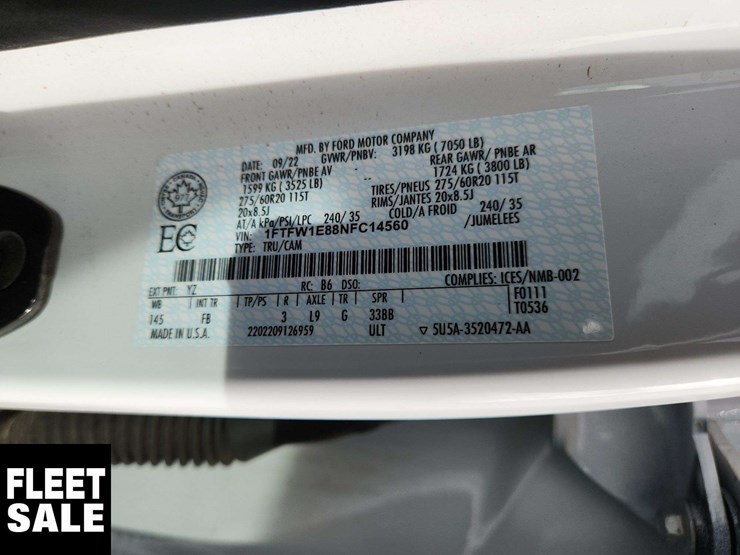 MFD. BY FORD MOTOR COMPANY
DATE: 09/22 GVWR/PNBV: 3198 KG ( 7050 LB)
FRONT GAWR/PNBE AV REAR GAWR/ PNBE AR
1599 KG ( 3525 LB) 1724 KG ( 3800 LB)
275/60R20 115T TIRES/PNEUS 275/60R20 115T
20x8.5J RIMS/JANTES 20x8.5J
AT/A kPa/PSI/LPC 240/ 35 COLD/A FROID 240/ 35
VIN: 1FTFW1E88NFC14560 /JUMELEES
TYPE: TRU/CAM
EC
COMPLIES: ICES/NMB-002
EXT PNT: YZ RC: B6 DSO: F0111
WB INT TR TP/PS R AXLE TR SPR T0536
145 FB 3 L9 G 33BB
MADE IN U.S.A. 2202209126959 ULT ▽ 5U5A-3520472-AA
FLEET
SALE